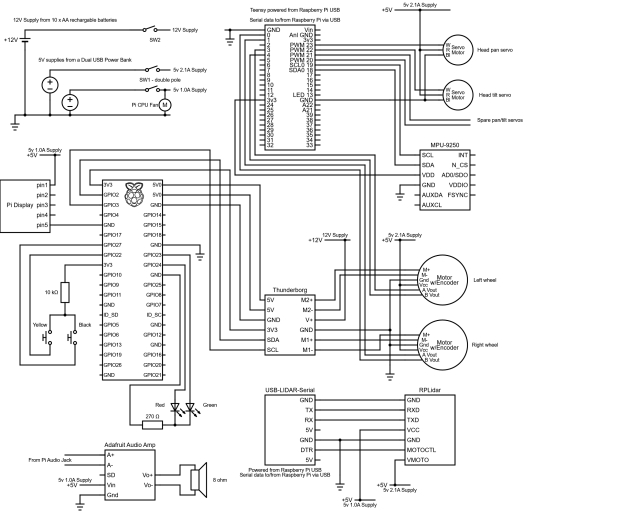 12V Supply from 10 x AA rechargable batteries
+12V
SW2
12V Supply
5V supplies from a Dual USB Power Bank
5v 2.1A Supply
SW1 - double pole
5v 1.0A Supply
Pi CPU Fan
M
Teensy powered from Raspberry Pi USB
Serial data to/from Raspberry Pi via USB
GND Vin
0 Anl GND
1 3v3
2 PWM 23
3 PWM 22
4 PWM 21
5 PWM 20
6 SCL0 19
7 SDA0 18
8 17
9 16
10 15
11 14
12 LED 13
3v3 GND
24 A22
25 A21
26 39
27 38
28 37
29 36
30 35
31 34
32 33
5v 2.1A Supply
+5V
Servo Motor
Head pan servo
Servo Motor
Head tilt servo
Spare pan/tilt servos
MPU-9250
SCL INT
SDA N_CS
VDD AD0/SDO
GND VDDIO
AUXDA FSYNC
AUXCL
5v 1.0A Supply
+5V
Pi Display
pin1
pin2
pin3
pin4
pin5
3V3 5V0
GPIO2 5V0
GPIO3 GND
GPIO4 GPIO14
GND GPIO15
GPIO17 GPIO18
GPIO27 GND
GPIO22 GPIO23
3V3 GPIO24
GPIO10 GND
GPIO9 GPIO25
GPIO11 GPIO8
GND GPIO7
ID_SD ID_SC
GPIO5 GND
GPIO6 GPIO12
GPIO13 GND
GPIO19 GPIO16
GPIO26 GPIO20
GND GPIO21
10 kΩ
Yellow
Black
Red
Green
270 Ω
12V Supply
+12V
5v 2.1A Supply
+5V
Thunderborg
5V M2+
5V M2-
GND V+
3V3 GND
SDA M1+
SCL M1-
M+
M-
Gnd
Vcc
A Vout
B Vout
Motor w/Encoder
Left wheel
M+
M-
Gnd
Vcc
A Vout
B Vout
Motor w/Encoder
Right wheel
USB-LIDAR-Serial
GND
TX
RX
5V
GND
DTR
5V
Powered from Raspberry Pi USB
Serial data to/from Raspberry Pi via USB
RPLidar
GND
RXD
TXD
VCC
GND
MOTOCTL
VMOTO
+5V
5v 2.1A Supply
+5V
5v 1.0A Supply
Adafruit Audio Amp
From Pi Audio Jack
A+
A-
SD
Vin
Gnd
Vo+
Vo-
5v 1.0A Supply
+5V
8 ohm